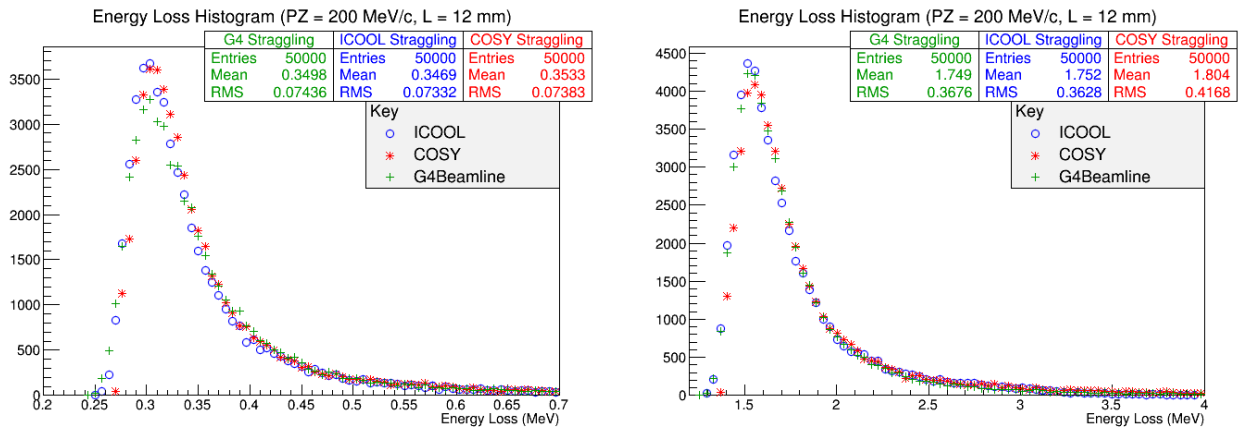 Energy Loss Histogram (PZ = 200 MeV/c, L = 12 mm)
G4 Straggling ICOOL Straggling COSY Straggling
Entries 50000 Entries 50000 Entries 50000
Mean 0.3498 Mean 0.3469 Mean 0.3533
RMS 0.07436 RMS 0.07332 RMS 0.07383
Key
ICOOL
COSY
G4Beamline
3500
3000
2500
2000
1500
1000
500
0
0.2 0.25 0.3 0.35 0.4 0.45 0.5 0.55 0.6 0.65 0.7
Energy Loss (MeV)
Energy Loss Histogram (PZ = 200 MeV/c, L = 12 mm)
G4 Straggling ICOOL Straggling COSY Straggling
Entries 50000 Entries 50000 Entries 50000
Mean 1.749 Mean 1.752 Mean 1.804
RMS 0.3676 RMS 0.3628 RMS 0.4168
Key
ICOOL
COSY
G4Beamline
4500
4000
3500
3000
2500
2000
1500
1000
500
0
1.5 2 2.5 3 3.5 4
Energy Loss (MeV)